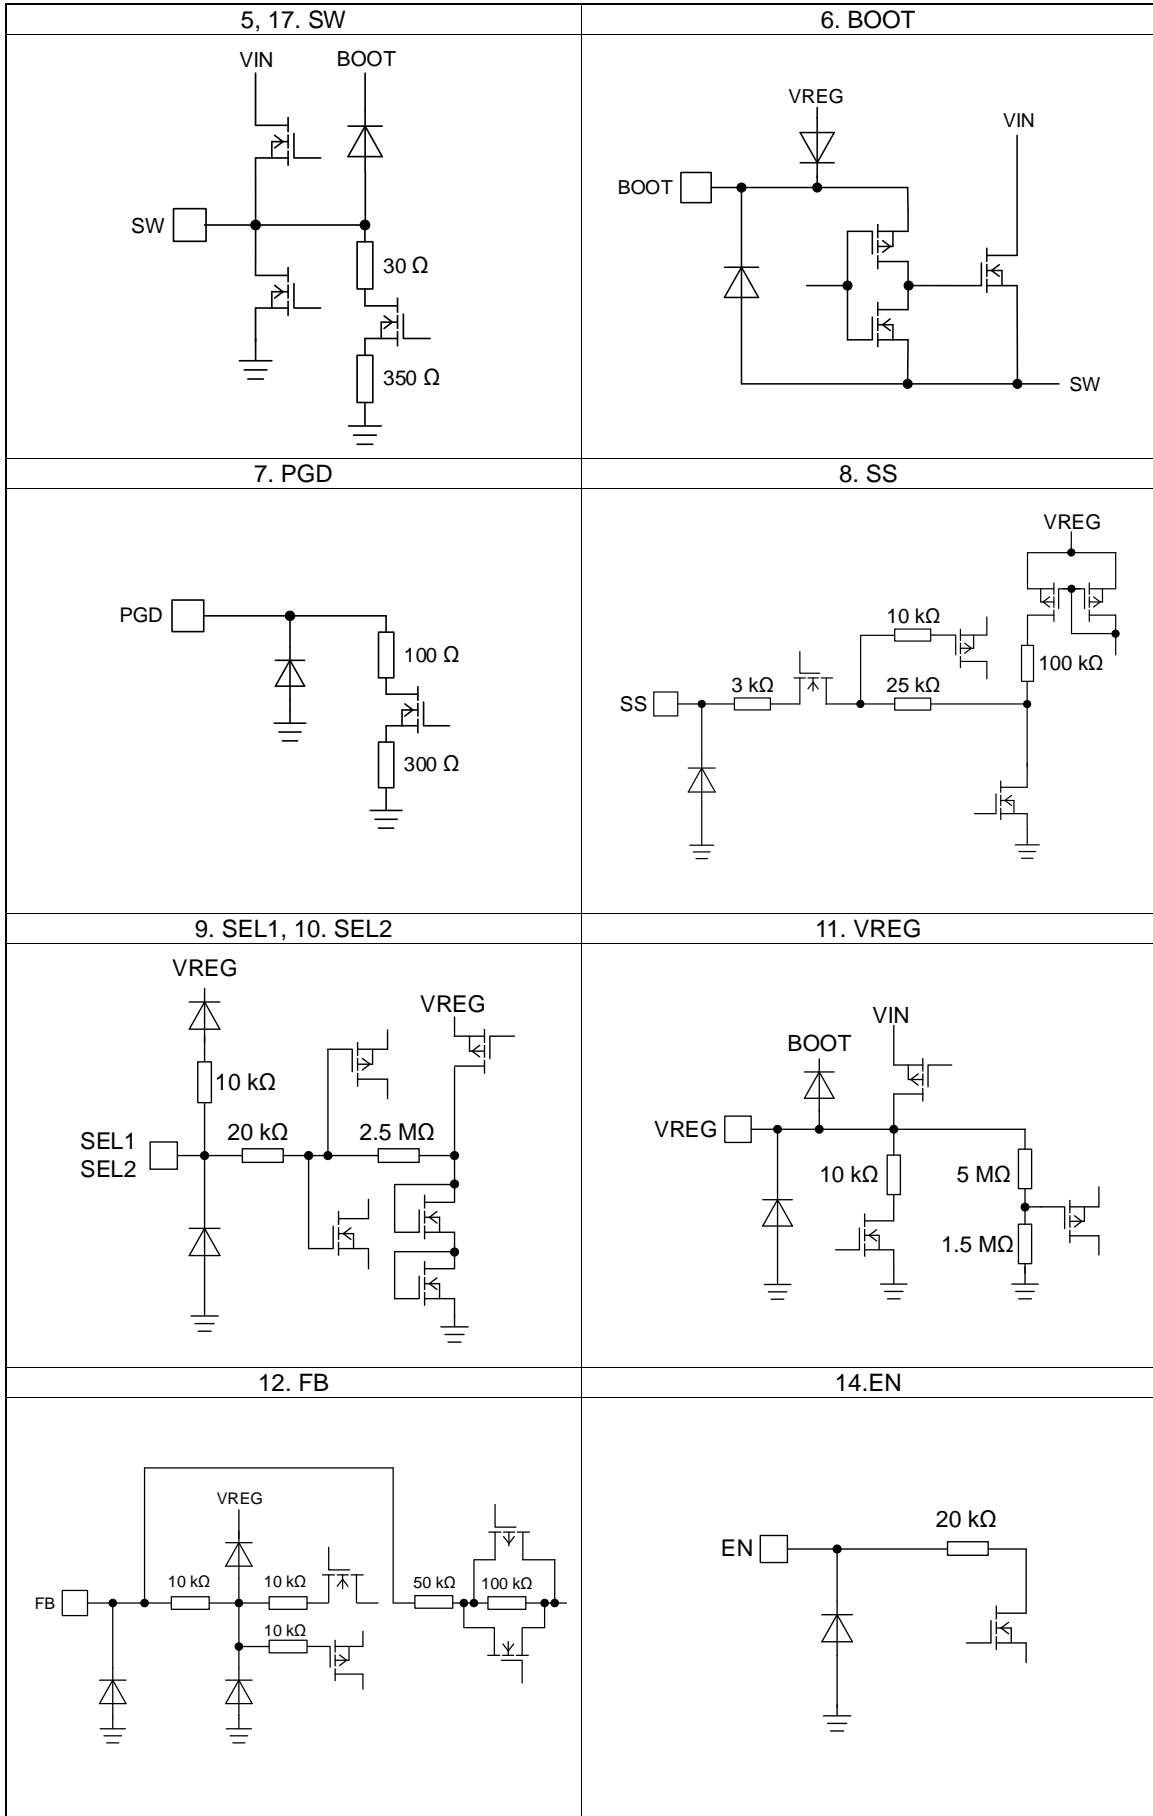 5, 17. SW
6. BOOT
VIN
BOOT
SW
30 Ω
350 Ω
VREG
VIN
BOOT
SW
7. PGD
8. SS
PGD
100 Ω
300 Ω
VREG
10 kΩ
100 kΩ
SS
3 kΩ
25 kΩ
9. SEL1, 10. SEL2
11. VREG
VREG
VREG
10 kΩ
SEL1
SEL2
20 kΩ
2.5 MΩ
VIN
BOOT
VREG
10 kΩ
5 MΩ
1.5 MΩ
12. FB
14.EN
VREG
FB
10 kΩ
10 kΩ
10 kΩ
50 kΩ
100 kΩ
20 kΩ
EN